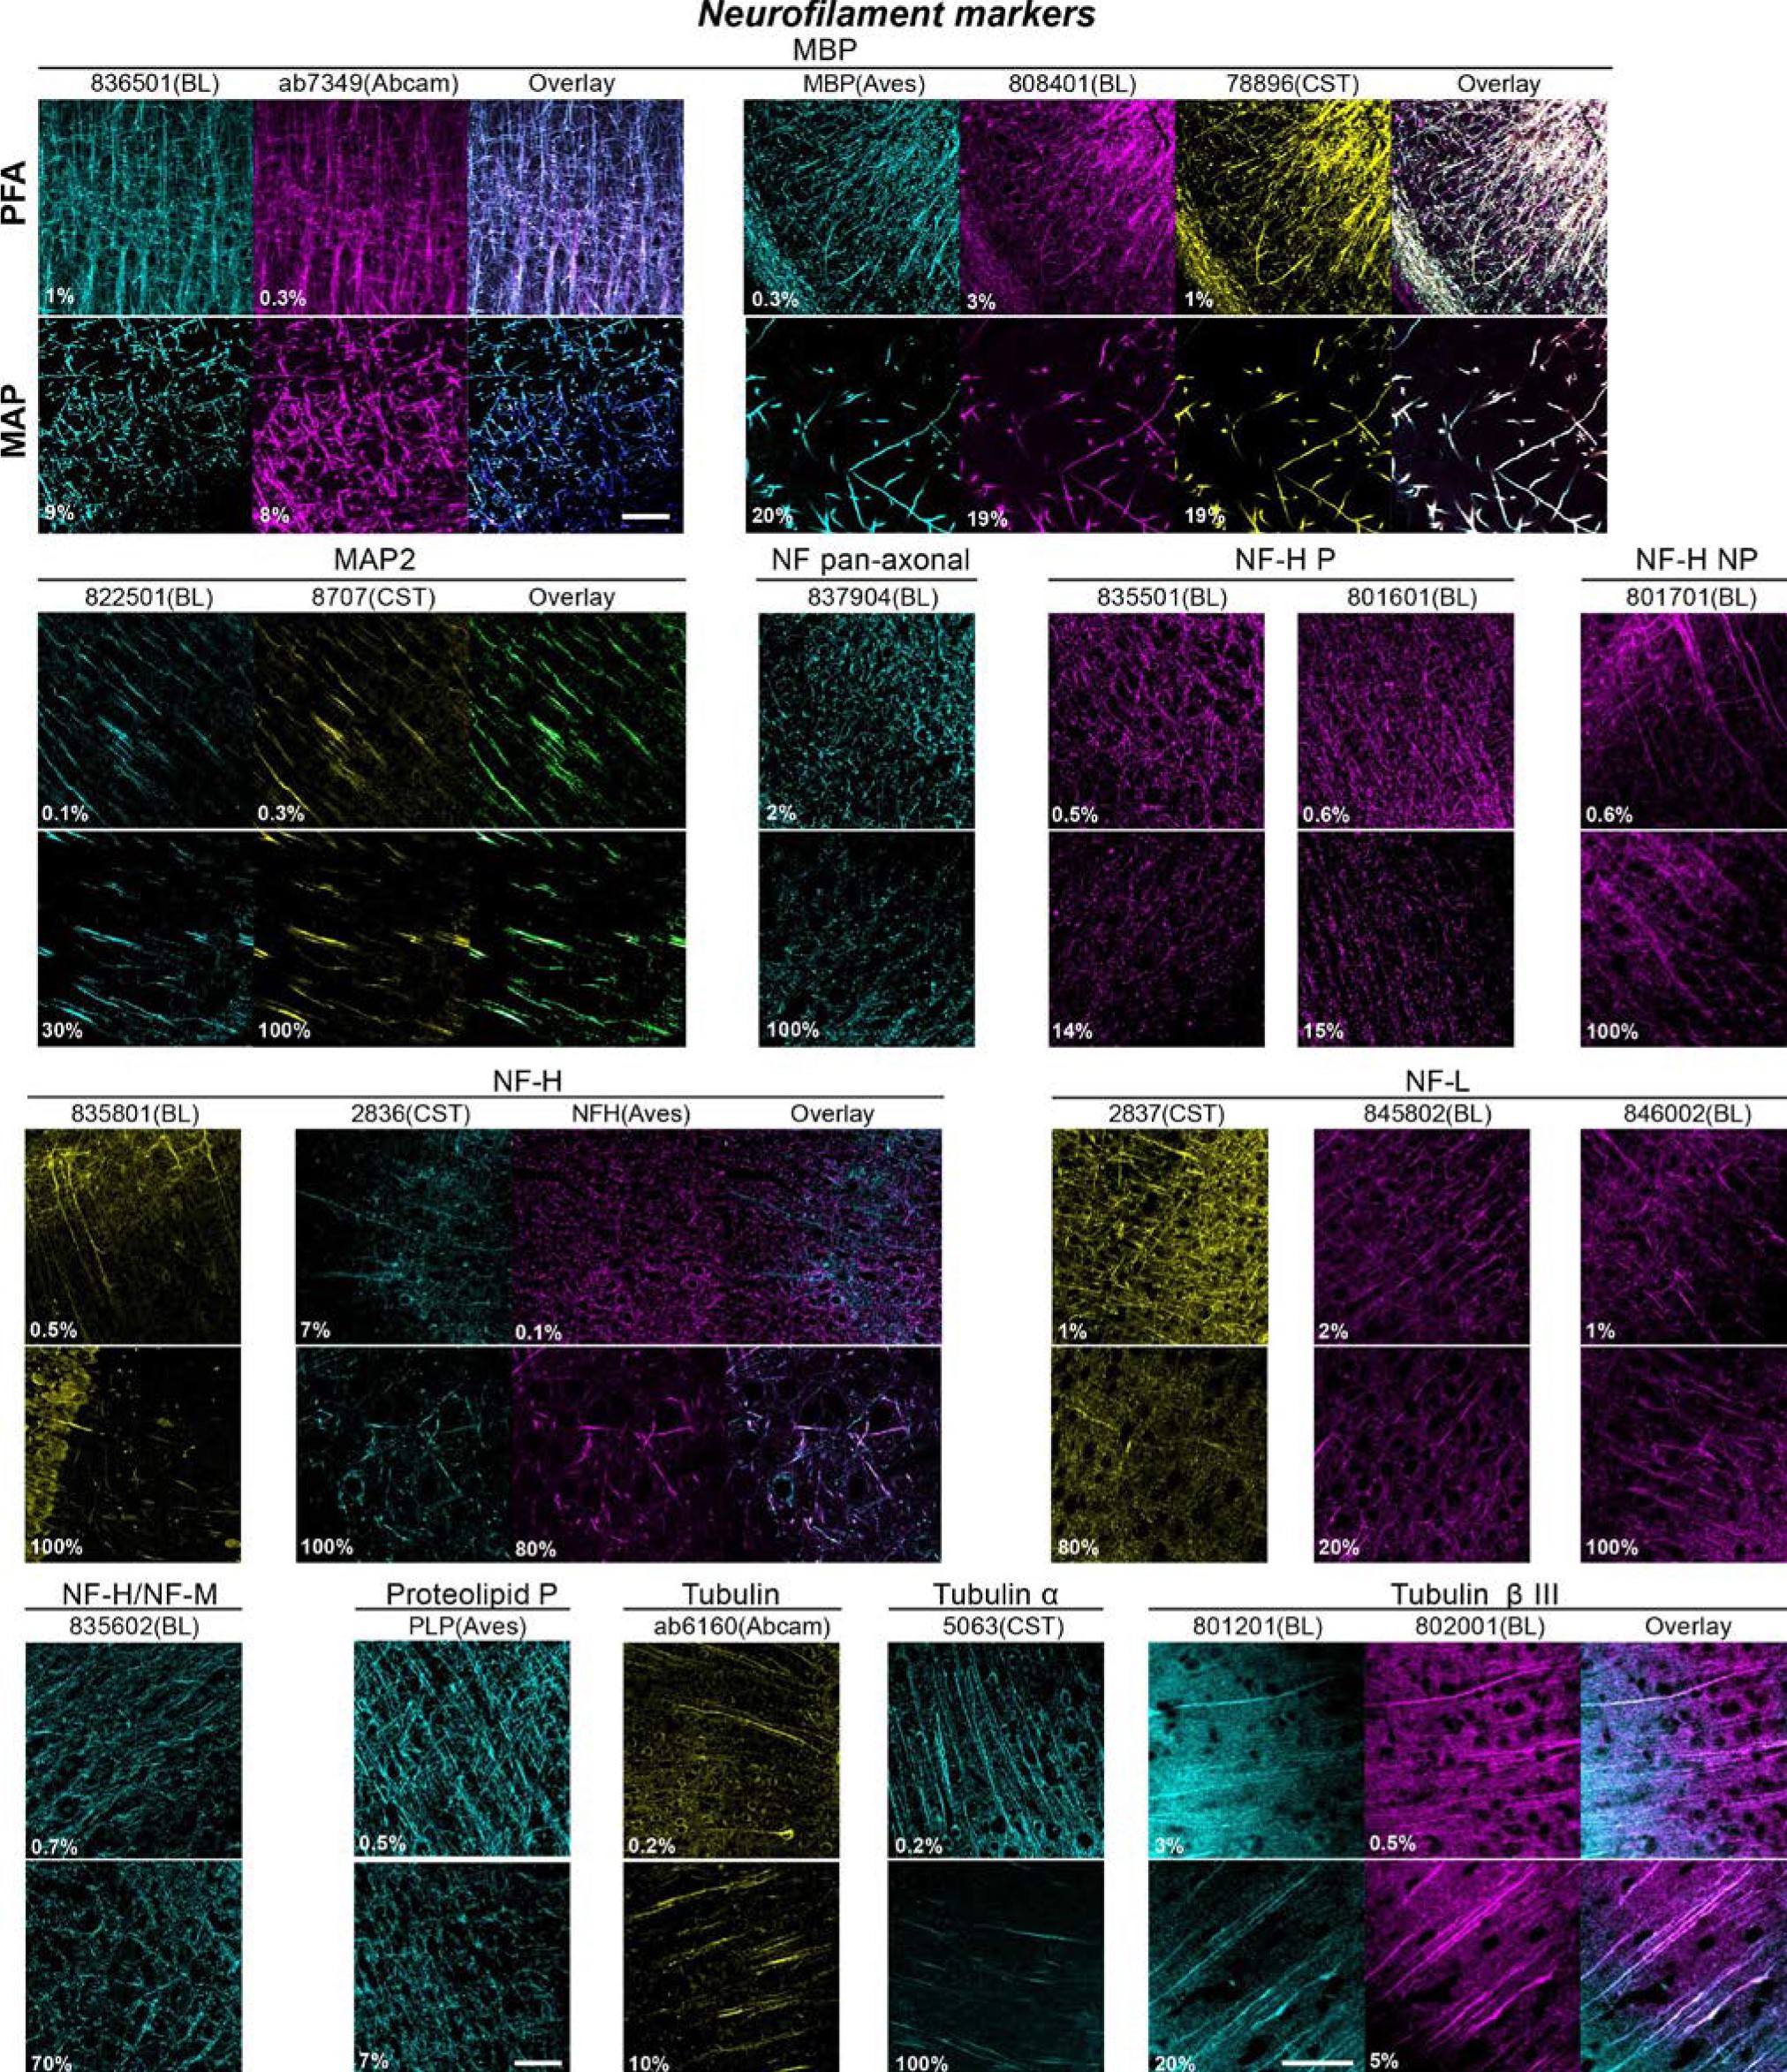 Neurofilament markers
MBP
836501(BL) ab7349(Abcam) Overlay MBP(Aves) 808401(BL) 78896(CST) Overlay
PFA
1% 0.3% 0.3% 3% 1%
MAP
9% 8% 20% 19% 19%
MAP2 NF pan-axonal NF-H P NF-H NP
822501(BL) 8707(CST) Overlay 837904(BL) 835501(BL) 801601(BL) 801701(BL)
0.1% 0.3% 2% 0.5% 0.6% 0.6%
30% 100% 100% 14% 15% 100%
NF-H NF-L
835801(BL) 2836(CST) NFH(Aves) Overlay 2837(CST) 845802(BL) 846002(BL)
0.5% 7% 0.1% 1% 2% 1%
100% 100% 80% 80% 20% 100%
NF-H/NF-M Proteolipid P Tubulin Tubulin α Tubulin β III
835602(BL) PLP(Aves) ab6160(Abcam) 5063(CST) 801201(BL) 802001(BL) Overlay
0.7% 0.5% 0.2% 0.2% 3% 0.5%
70% 7% 10% 100% 20% 5%